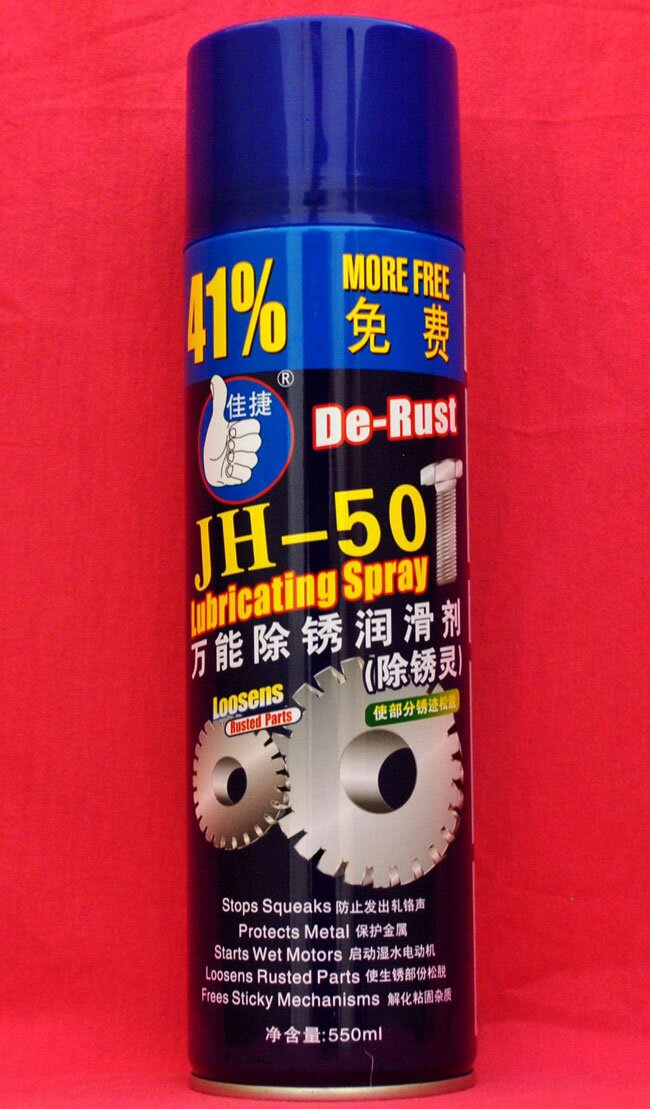 41%
MORE FREE
免费
佳捷
®
De-Rust
JH-50
Lubricating Spray
万能除锈润滑剂
(除锈灵)
Loosens
Rusted Parts
使部分锈迹松脱
Stops Squeaks 防止发出轧铬声
Protects Metal 保护金属
Starts Wet Motors 启动湿水电动机
Loosens Rusted Parts 使生锈部份松脱
Frees Sticky Mechanisms 解化粘固杂质
净含量:550ml